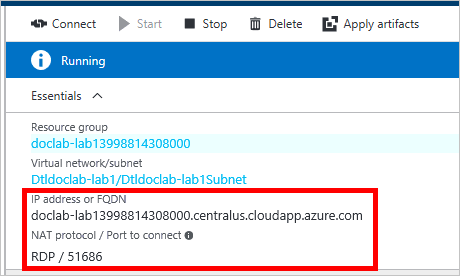 Connect Start Stop Delete Apply artifacts
Running
Essentials
Resource group
doclab-lab13998814308000
Virtual network/subnet
Dtldoclab-lab1/Dtldoclab-lab1Subnet
IP address or FQDN
doclab-lab13998814308000.centralus.cloudapp.azure.com
NAT protocol / Port to connect
RDP / 51686